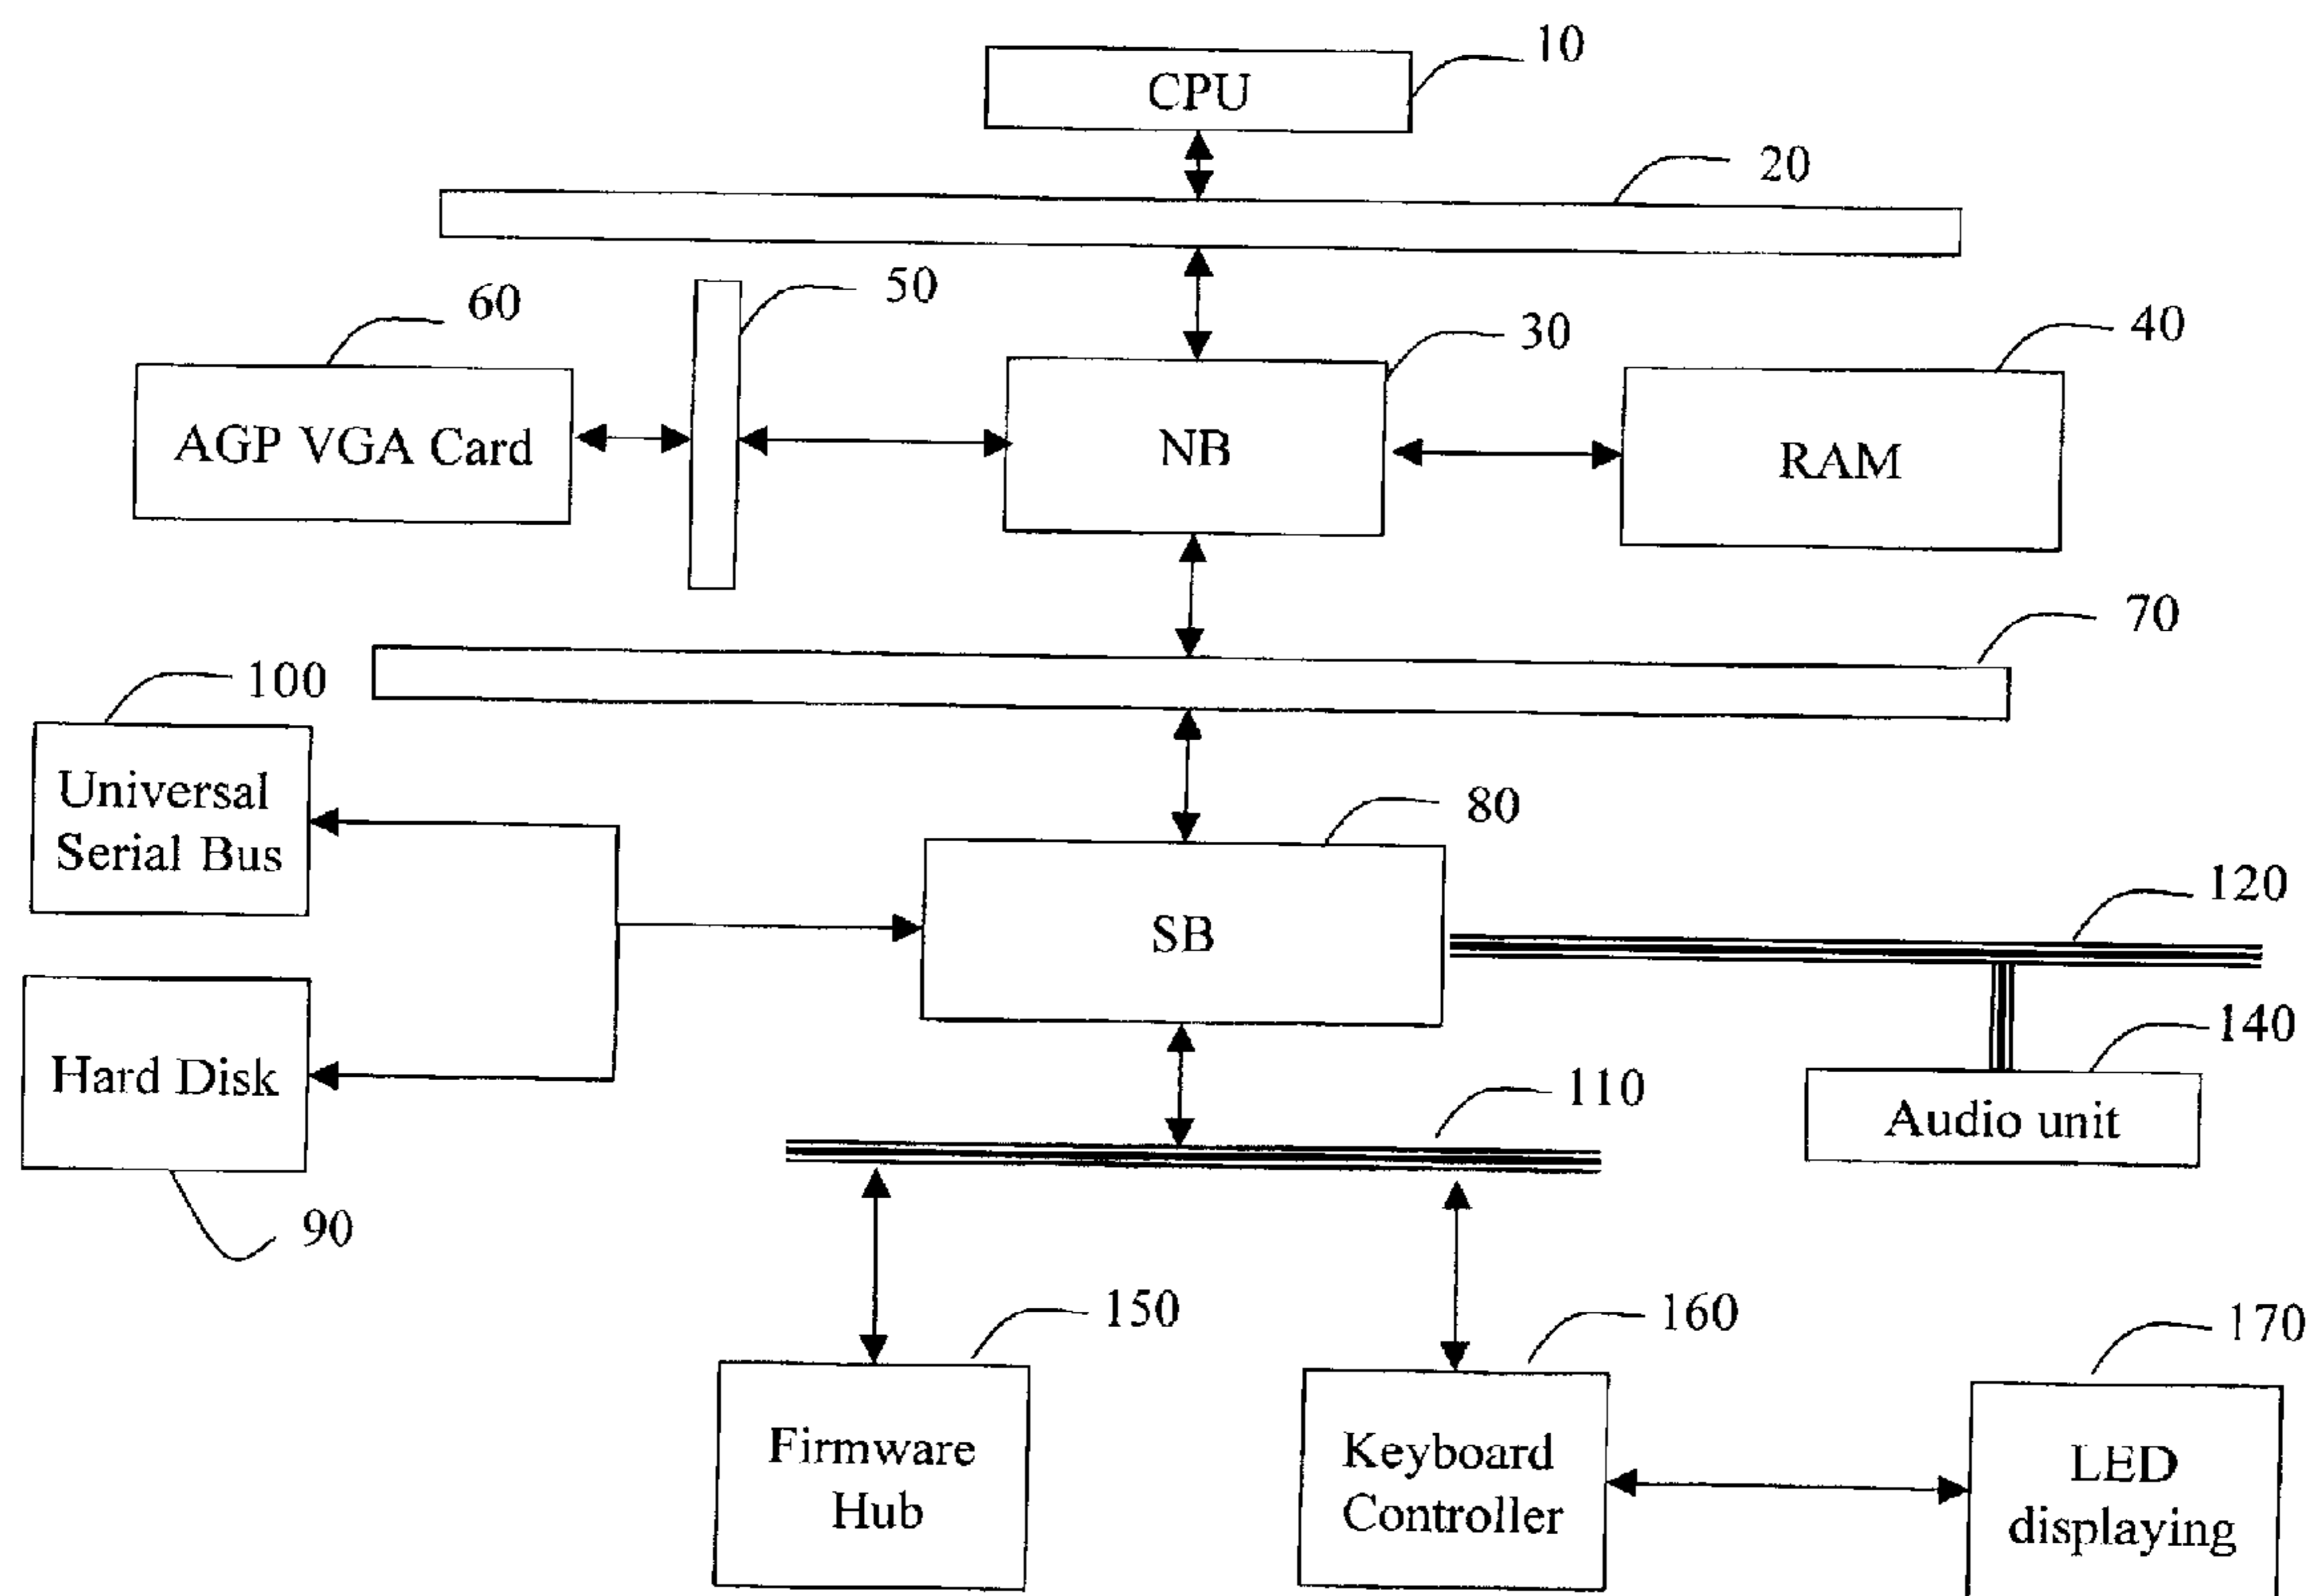 10
CPU
20
50
60
30
40
AGP VGA Card
NB
RAM
70
100
Universal
Serial Bus
80
120
SB
140
Hard Disk
110
Audio unit
90
150
160
170
Firmware
Hub
Keyboard
Controller
LED
displaying